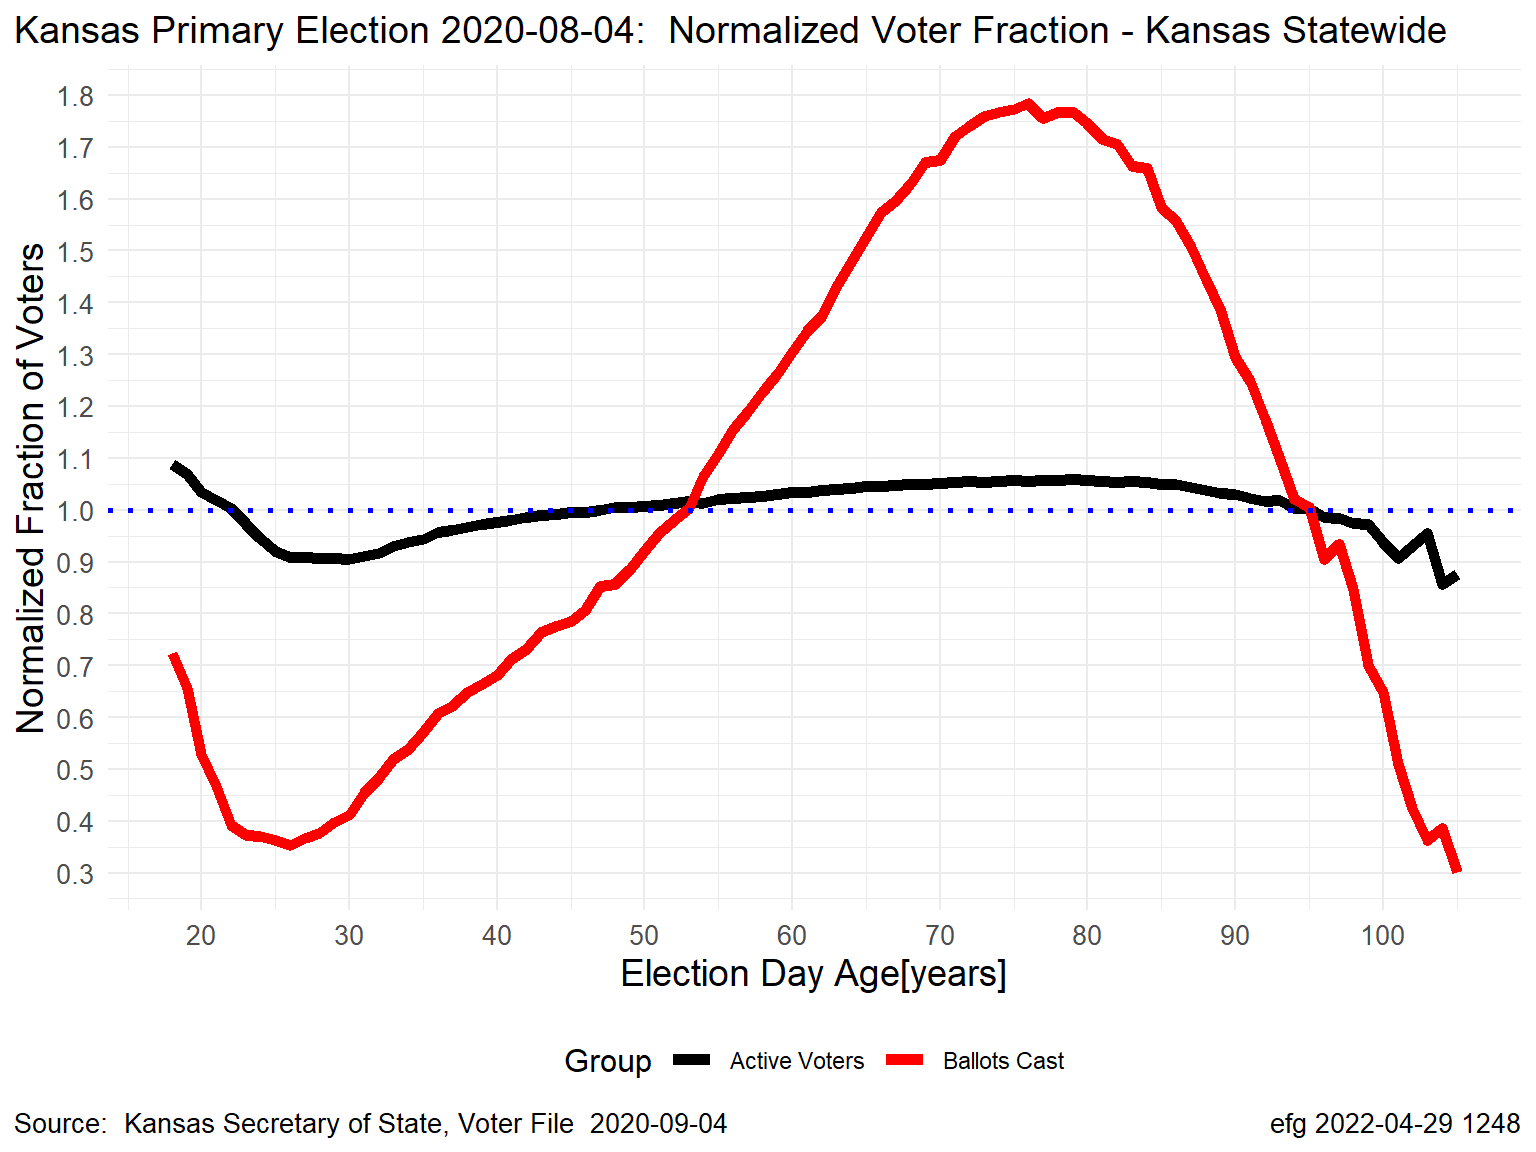 Kansas Primary Election 2020-08-04:  Normalized Voter Fraction - Kansas Statewide
Normalized Fraction of Voters
1.8
1.7
1.6
1.5
1.4
1.3
1.2
1.1
1.0
0.9
0.8
0.7
0.6
0.5
0.4
0.3
20 30 40 50 60 70 80 90 100
Election Day Age[years]
Group Active Voters Ballots Cast
Source:  Kansas Secretary of State, Voter File  2020-09-04 efg 2022-04-29 1248